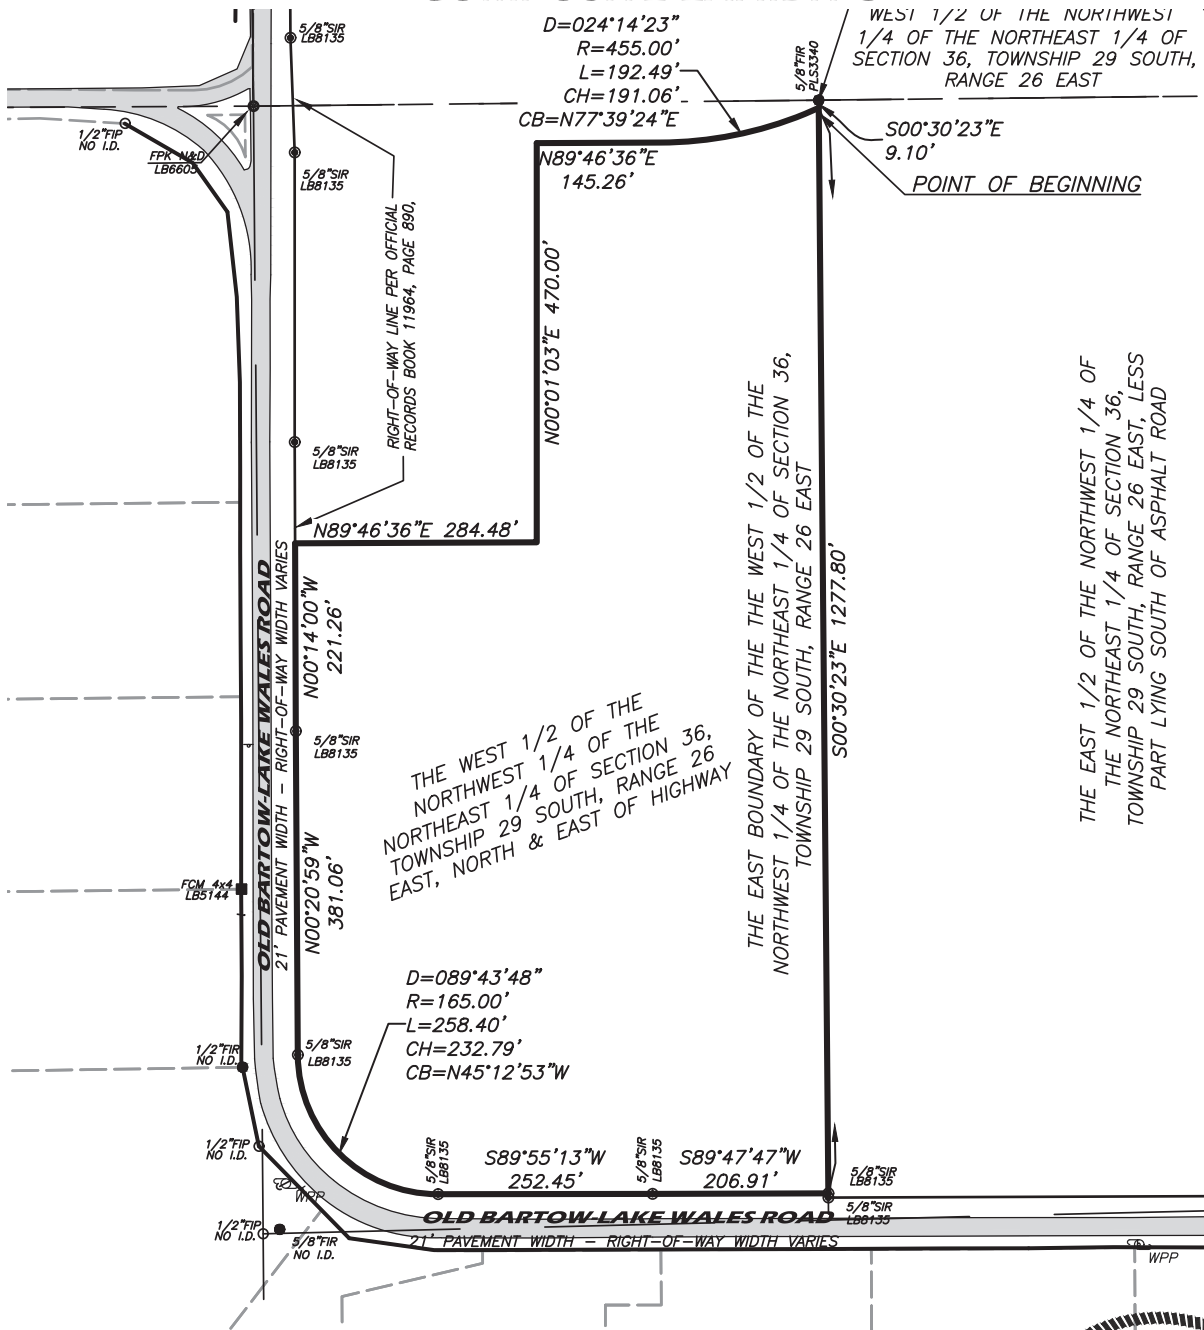 5/8"SIR
LB8135
D=024°14'23"
R=455.00'
L=192.49'
CH=191.06'
CB=N77°39'24"E
5/8"FIR
PLS3340
WEST 1/2 OF THE NORTHWEST
1/4 OF THE NORTHEAST 1/4 OF
SECTION 36, TOWNSHIP 29 SOUTH,
RANGE 26 EAST
1/2"FIP
NO I.D.
FPK N&D
LB6605
5/8"SIR
LB8135
N89°46'36"E
145.26'
S00°30'23"E
9.10'
POINT OF BEGINNING
RIGHT-OF-WAY LINE PER OFFICIAL
RECORDS BOOK 11964, PAGE 890,
N00°01'03"E 470.00'
5/8"SIR
LB8135
N89°46'36"E 284.48'
N00°14'00"W
221.26'
OLD BARTOW-LAKE WALES ROAD
21' PAVEMENT WIDTH - RIGHT-OF-WAY WIDTH VARIES
5/8"SIR
LB8135
THE WEST 1/2 OF THE
NORTHWEST 1/4 OF THE
NORTHEAST 1/4 OF SECTION 36,
TOWNSHIP 29 SOUTH, RANGE 26
EAST, NORTH & EAST OF HIGHWAY
THE EAST BOUNDARY OF THE THE WEST 1/2 OF THE
NORTHWEST 1/4 OF THE NORTHEAST 1/4 OF SECTION 36,
TOWNSHIP 29 SOUTH, RANGE 26 EAST
S00°30'23"E 1277.80'
THE EAST 1/2 OF THE NORTHWEST 1/4 OF
THE NORTHEAST 1/4 OF SECTION 36,
TOWNSHIP 29 SOUTH, RANGE 26 EAST, LESS
PART LYING SOUTH OF ASPHALT ROAD
FCM 4x4
LB5144
N00°20'59"W
381.06'
D=089°43'48"
R=165.00'
L=258.40'
CH=232.79'
CB=N45°12'53"W
1/2"FIR
NO I.D.
5/8"SIR
LB8135
1/2"FIP
NO I.D.
WPP
5/8"SIR
LB8135
S89°55'13"W
252.45'
5/8"SIR
LB8135
S89°47'47"W
206.91'
5/8"SIR
LB8135
5/8"SIR
LB8135
1/2"FIP
NO I.D.
5/8"FIR
NO I.D.
OLD BARTOW-LAKE WALES ROAD
21' PAVEMENT WIDTH - RIGHT-OF-WAY WIDTH VARIES
WPP